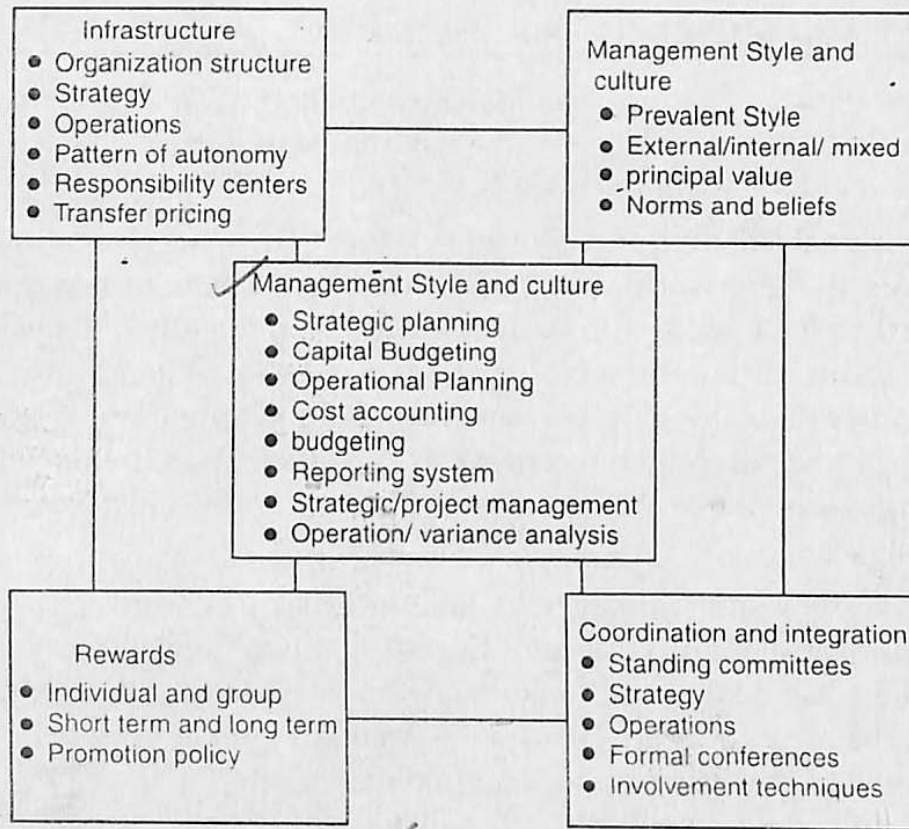 Infrastructure
• Organization structure
• Strategy
• Operations
• Pattern of autonomy
• Responsibility centers
• Transfer pricing
Management Style and
culture
• Prevalent Style
• External/internal/ mixed
• principal value
• Norms and beliefs
Management Style and culture
• Strategic planning
• Capital Budgeting
• Operational Planning
• Cost accounting
• budgeting
• Reporting system
• Strategic/project management
• Operation/ variance analysis
Rewards
• Individual and group
• Short term and long term
• Promotion policy
Coordination and integration
• Standing committees
• Strategy
• Operations
• Formal conferences
• Involvement techniques